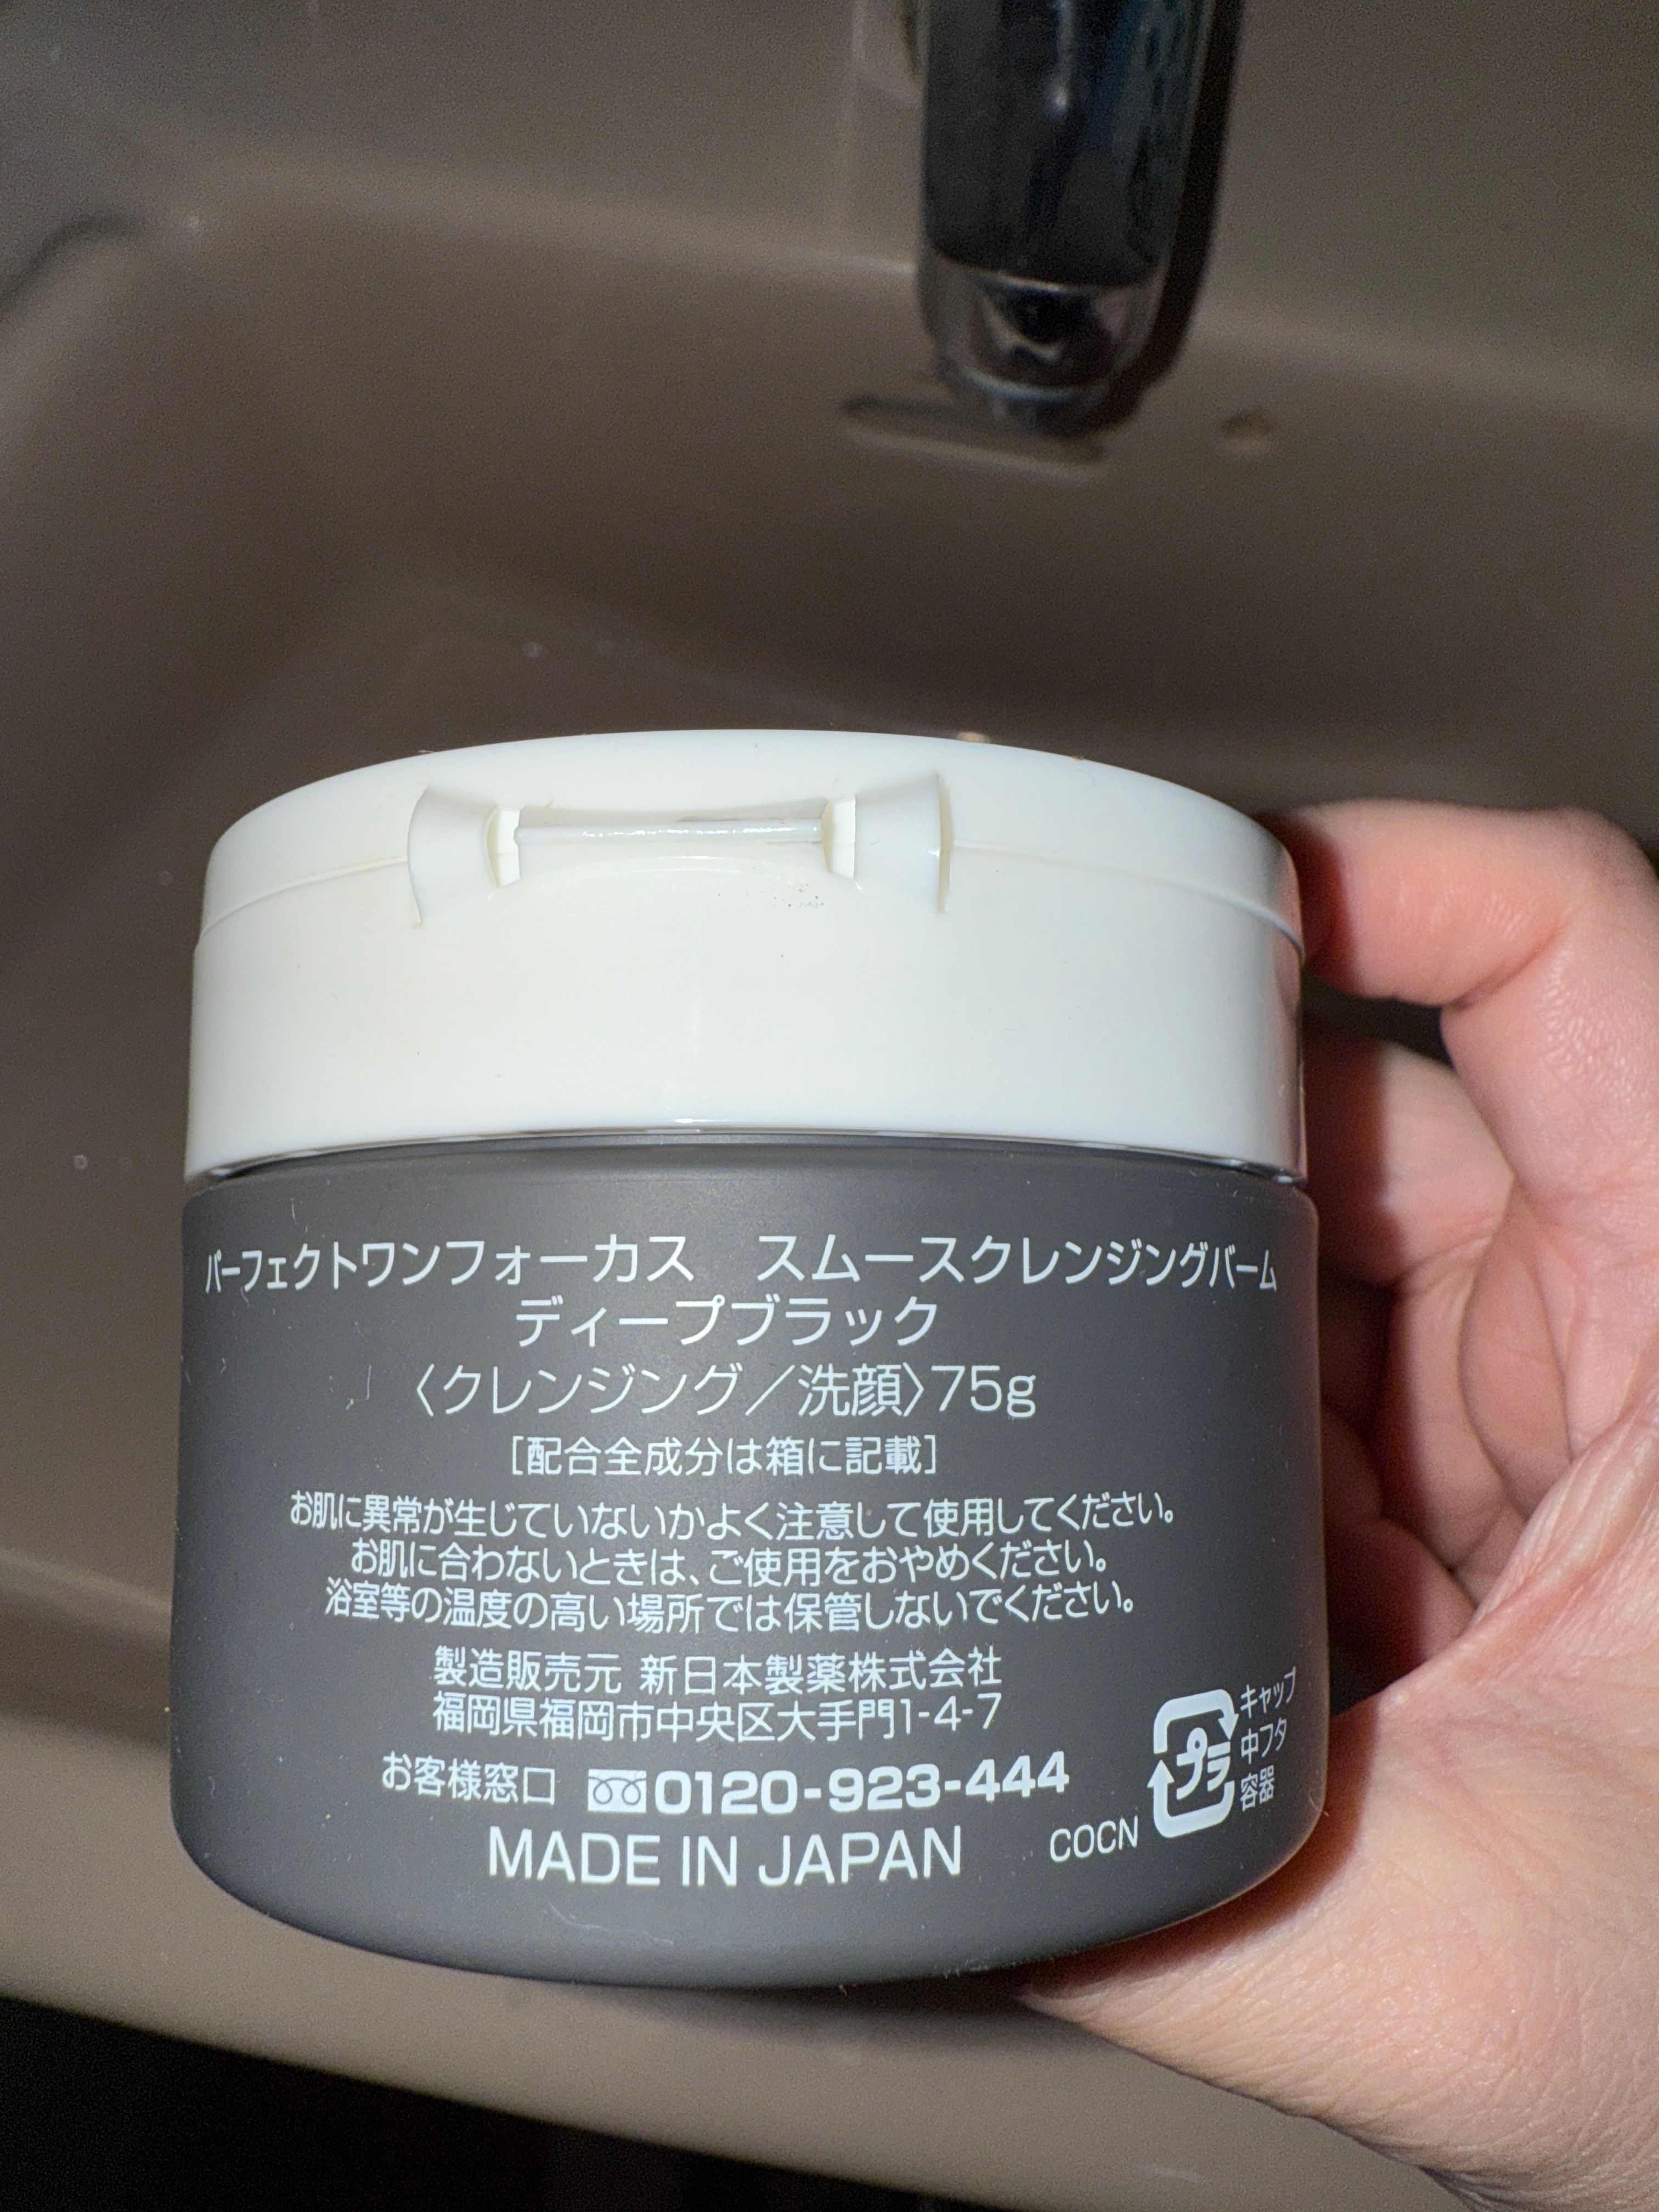 パーフェクトワンフォーカス　スムースクレンジングバーム
ディープブラック
〈クレンジング／洗顔〉75g
［配合全成分は箱に記載］
お肌に異常が生じていないかよく注意して使用してください。
お肌に合わないときは、ご使用をおやめください。
浴室等の温度の高い場所では保管しないでください。
製造販売元 新日本製薬株式会社
福岡県福岡市中央区大手門1-4-7
お客様窓口 0120-923-444
MADE IN JAPAN
COCN
プラ
キャップ
中フタ
容器